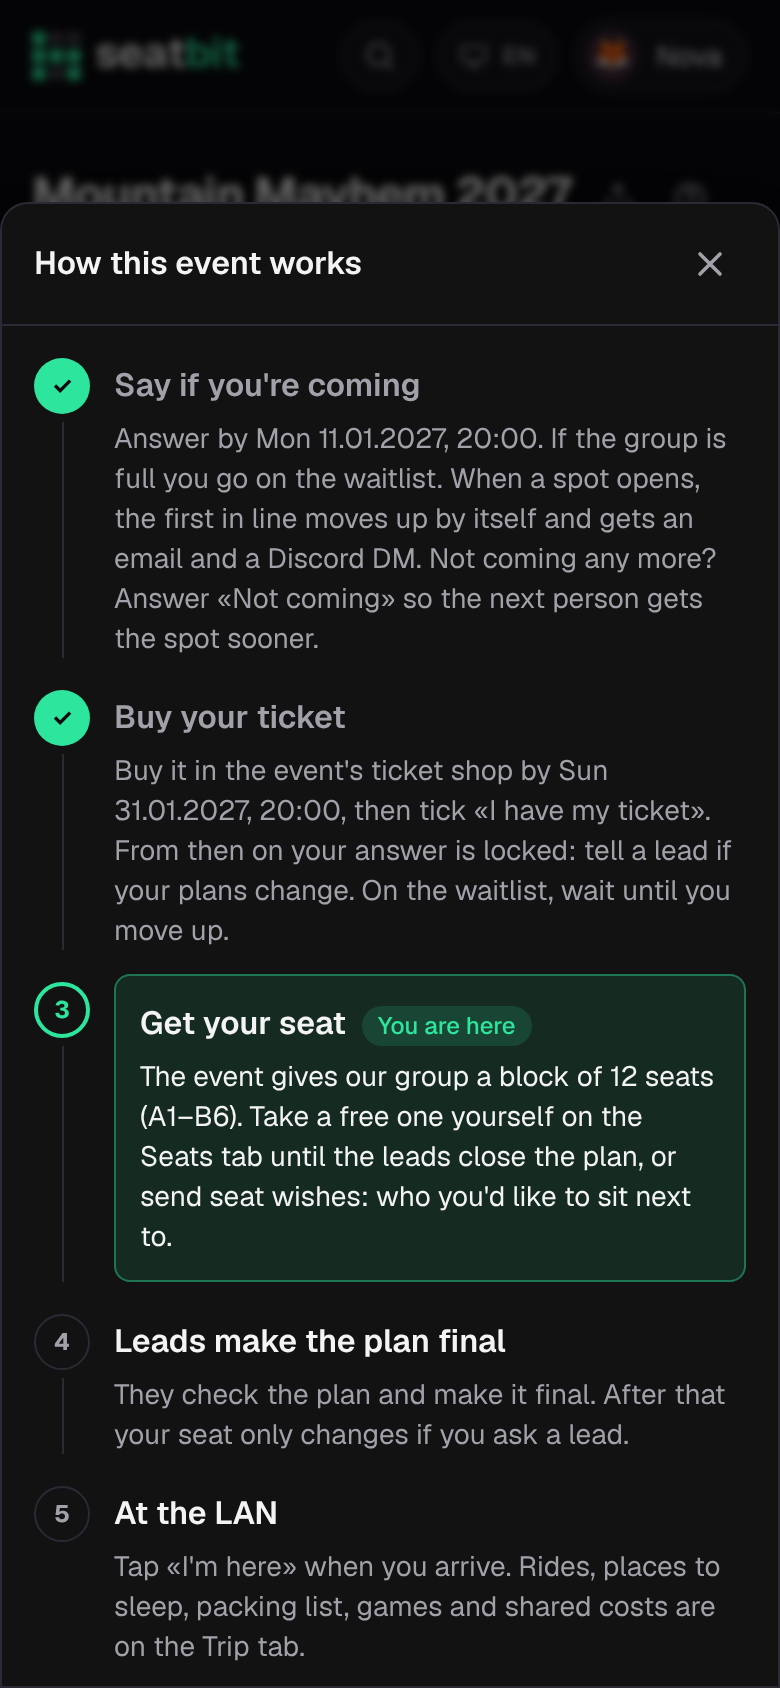 seatbit
EN
Nova
Mountain Mayhem 2027
How this event works
Say if you're coming
Answer by Mon 11.01.2027, 20:00. If the group is
full you go on the waitlist. When a spot opens,
the first in line moves up by itself and gets an
email and a Discord DM. Not coming any more?
Answer «Not coming» so the next person gets
the spot sooner.
Buy your ticket
Buy it in the event's ticket shop by Sun
31.01.2027, 20:00, then tick «I have my ticket».
From then on your answer is locked: tell a lead if
your plans change. On the waitlist, wait until you
move up.
3
Get your seat You are here
The event gives our group a block of 12 seats
(A1–B6). Take a free one yourself on the
Seats tab until the leads close the plan, or
send seat wishes: who you'd like to sit next
to.
4
Leads make the plan final
They check the plan and make it final. After that
your seat only changes if you ask a lead.
5
At the LAN
Tap «I'm here» when you arrive. Rides, places to
sleep, packing list, games and shared costs are
on the Trip tab.